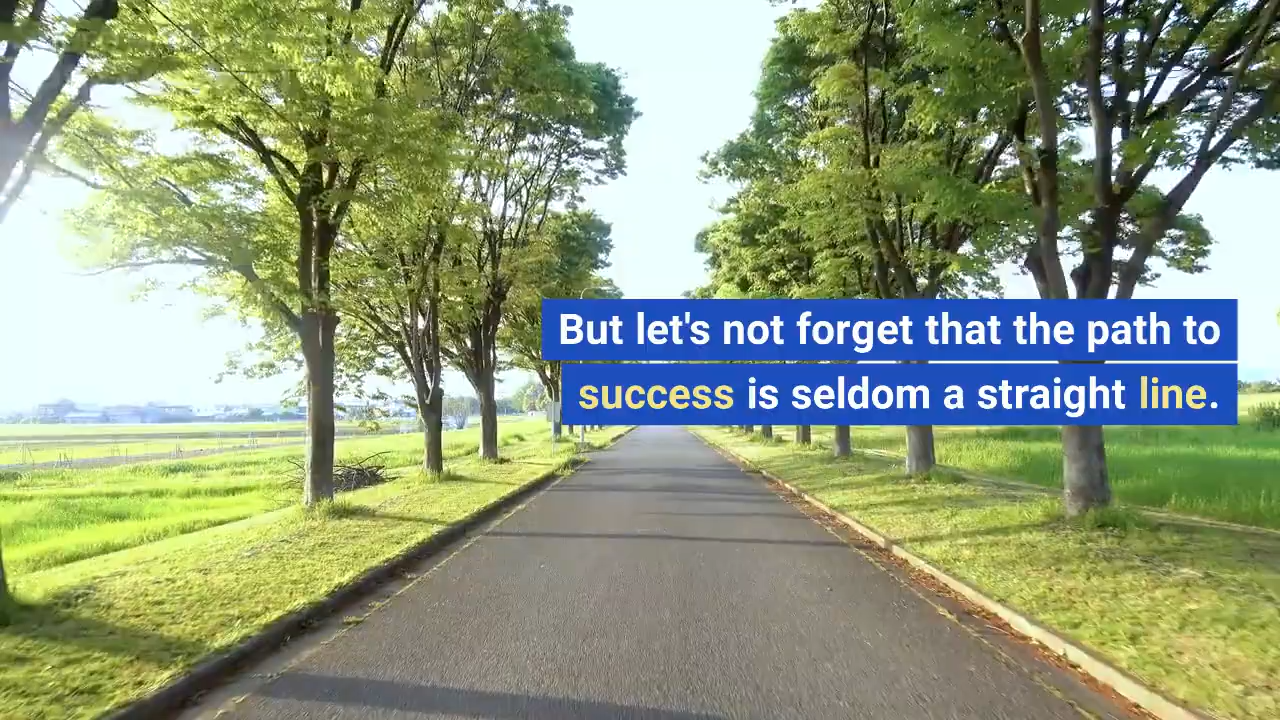 But let's not forget that the path to
success is seldom a straight line.